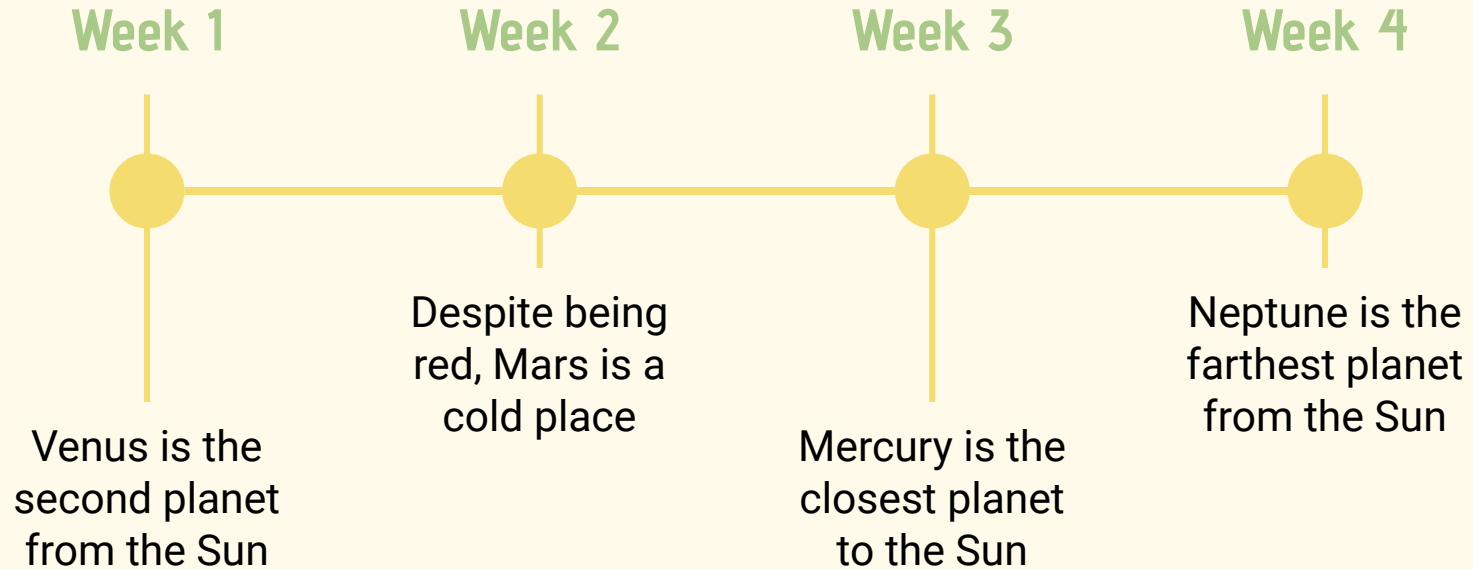 Week 1
Week 2
Week 3
Week 4
Venus is the
second planet
from the Sun
Despite being
red, Mars is a
cold place
Mercury is the
closest planet
to the Sun
Neptune is the
farthest planet
from the Sun